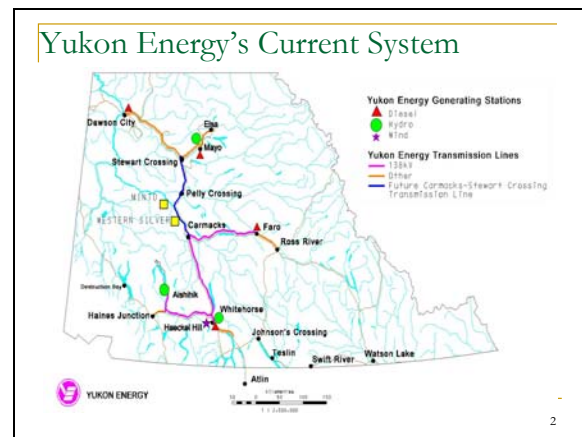 Yukon Energy's Current System
Yukon Energy Generating Stations
Diesel
Hydro
Wind
Yukon Energy Transmission Lines
138kV
Other
Future Carmacks-Stewart Crossing
Transmission Line
Dawson City
Elsa
Mayo
Stewart Crossing
Pelly Crossing
MINTO
WESTERN SILVER
Carmacks
Faro
Ross River
Destruction Bay
Aishihik
Whitehorse
Haines Junction
Haeckel Hill
Johnson's Crossing
Teslin
Swift River
Watson Lake
Atlin
YUKON ENERGY
2